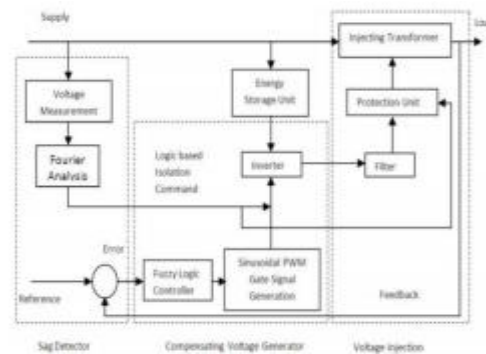 Supply
Injecting Transformer
Voltage
Measurement
Energy
Storage Unit
Protection Unit
Fourier
Analysis
Logic based
Isolation
Command
Inverter
Filter
Error
Fuzzy Logic
Controller
Sinusoidal PWM
Gate Signal
Generation
Reference
Feedback
Sag Detector
Compensating Voltage Generator
Voltage injection